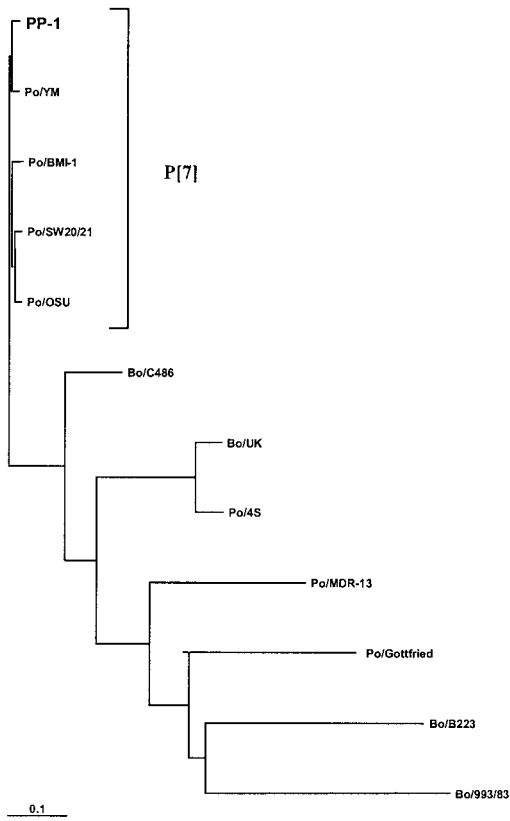 PP-1
Po/YM
Po/BMI-1
P[7]
Po/SW20/21
Po/OSU
Bo/C486
Bo/UK
Po/4S
Po/MDR-13
Po/Gottfried
Bo/B223
Bo/993/83
0.1